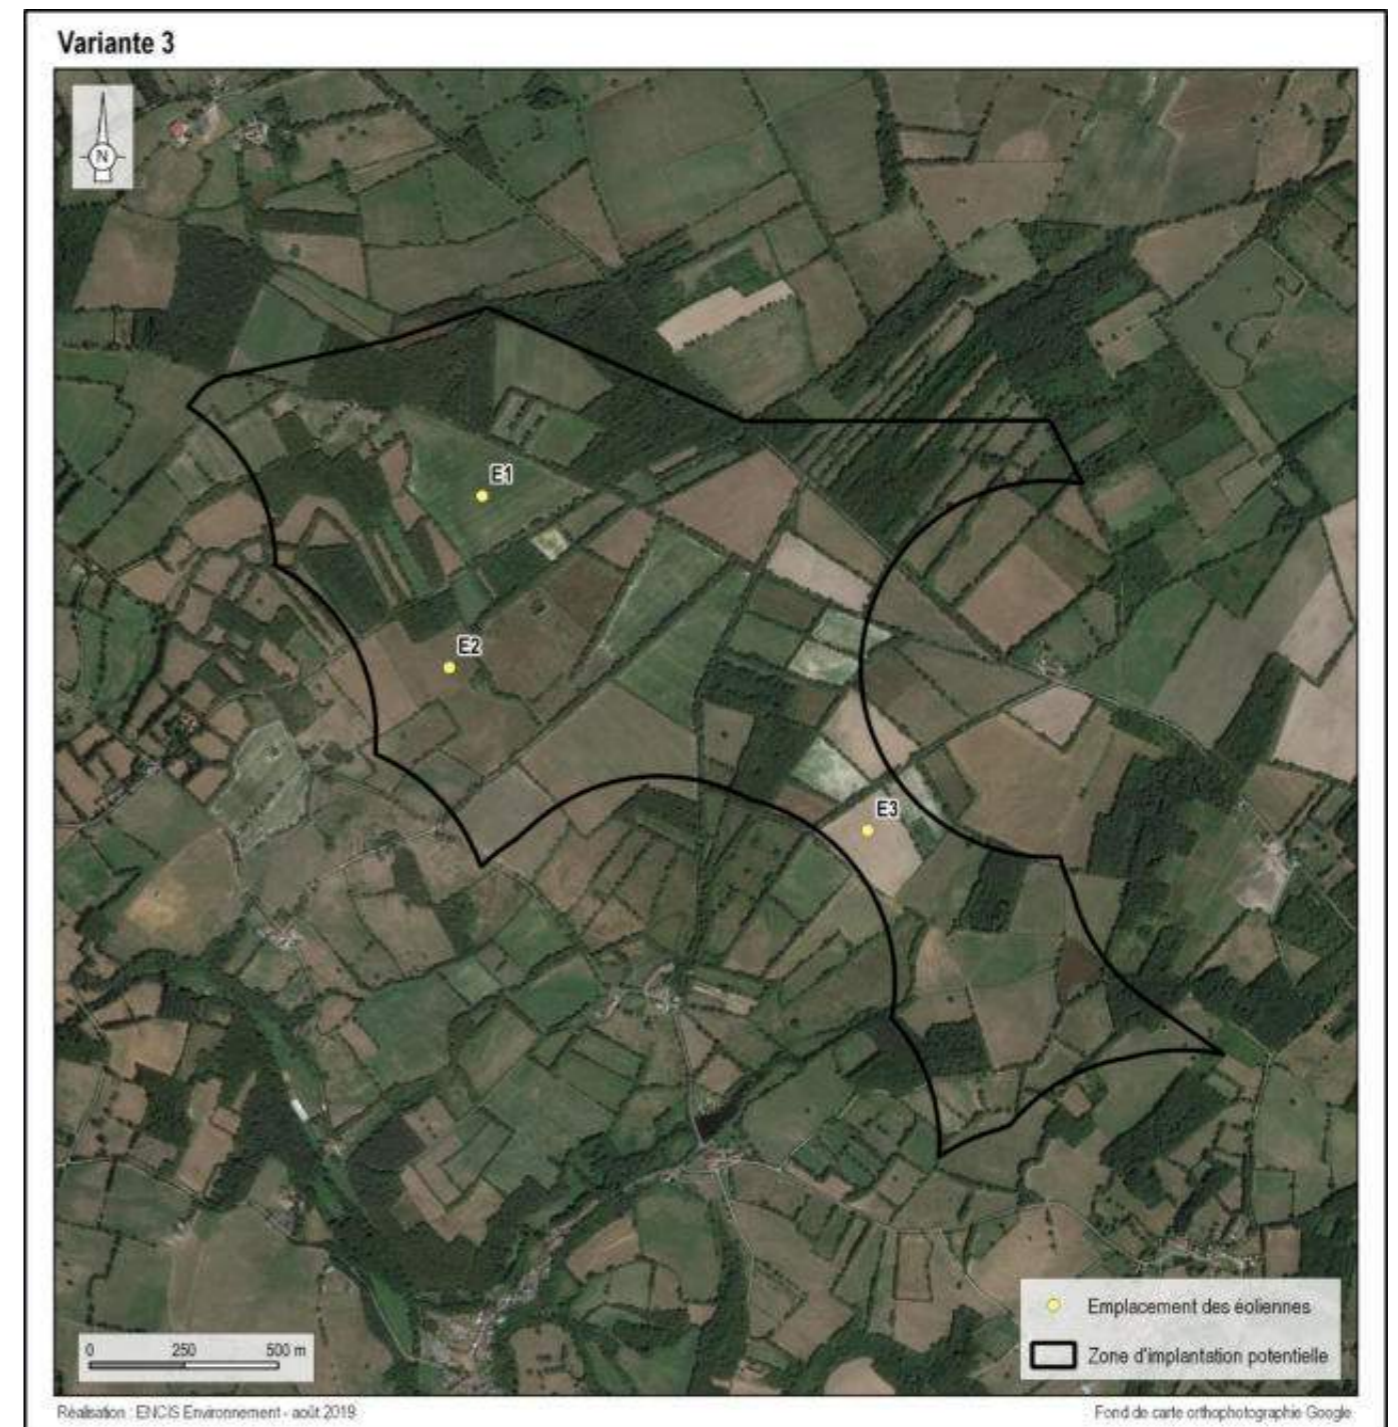 Variante 3
N
E1
E2
E3
Emplacement des éoliennes
Zone d'implantation potentielle
0 250 500 m
Réalisation : ENCIS Environnement - août 2019
Fond de carte orthophotographie Google